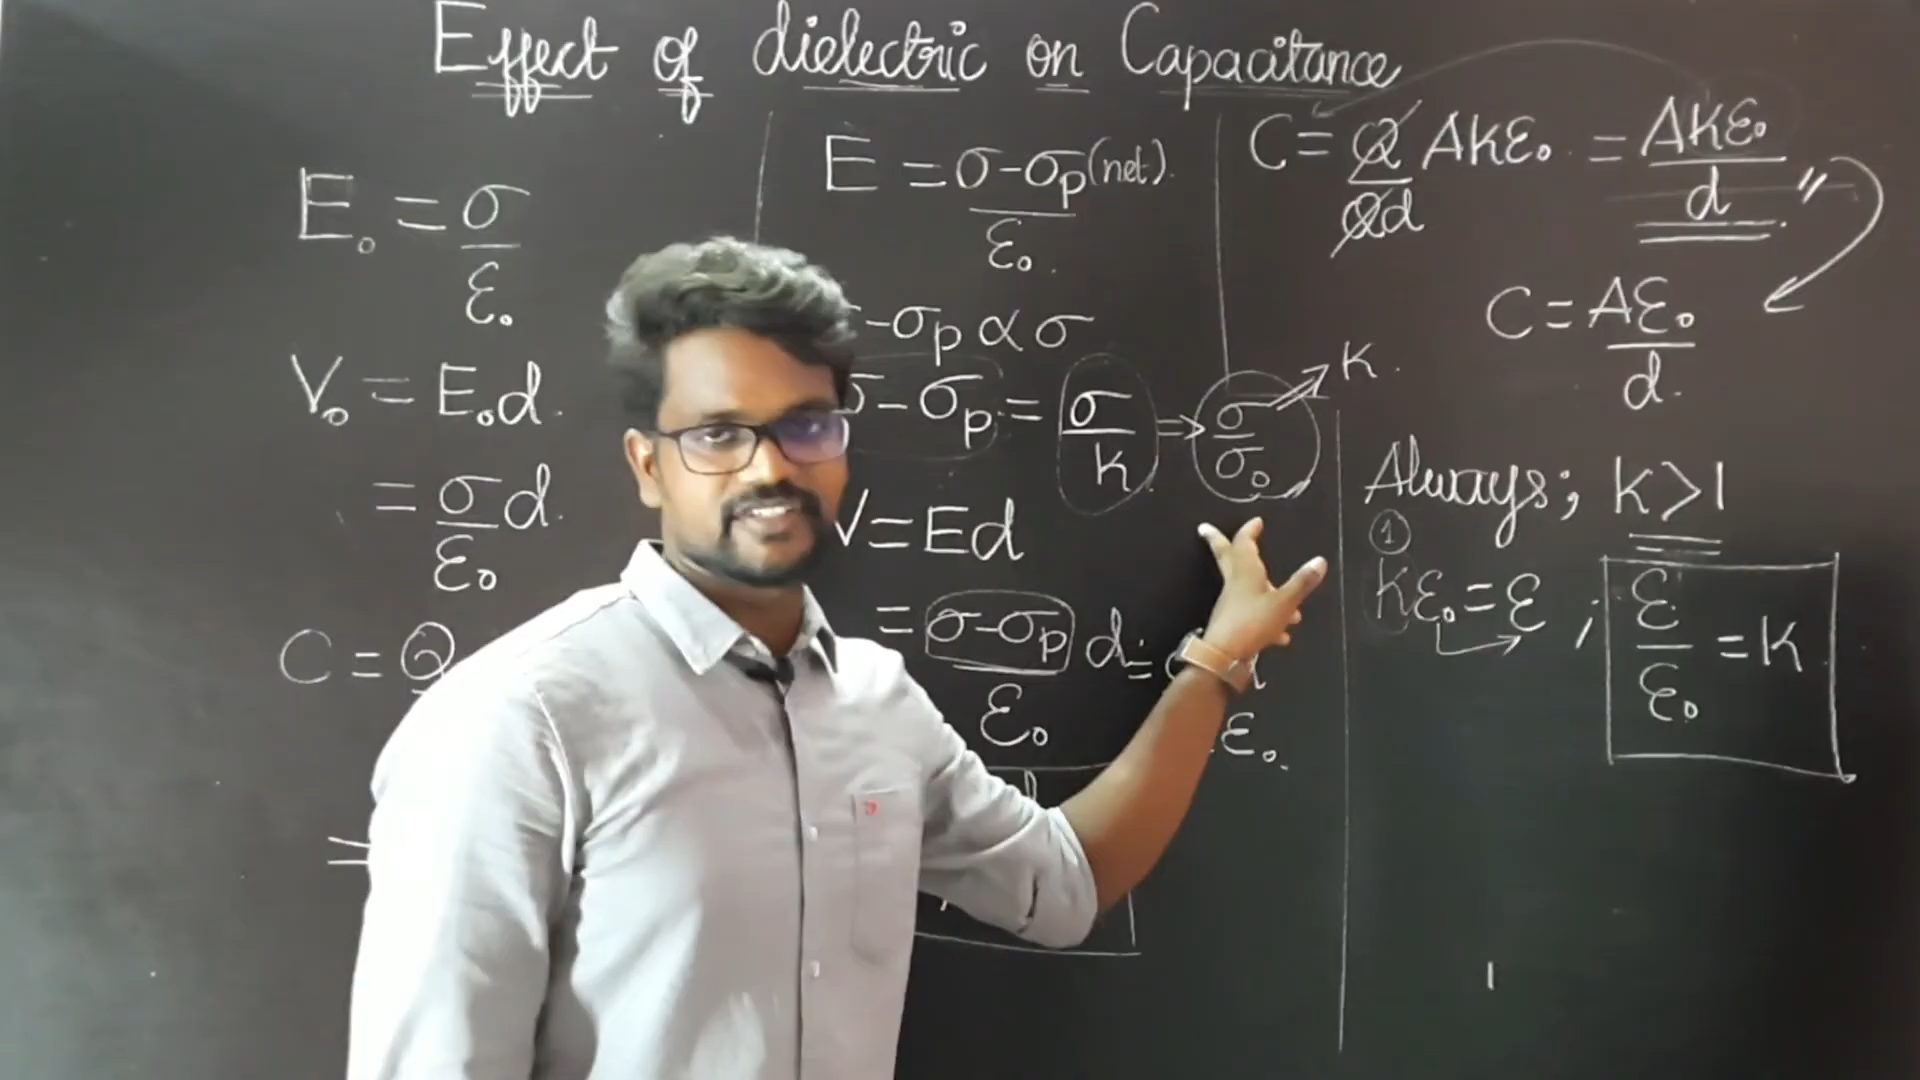 Effect of dielectric on Capacitance
E₀ = σ/ε₀
V₀ = E₀d.
= σ/ε₀ d.
C = Q
=
E = σ-σp/ε₀ (net).
-σp ∝ σ
σ-σp = σ/k. ⇒ σ/σ₀ → K.
V = Ed
= σ-σp/ε₀ d =
ε₀.
C = Q/Qd AKε₀ = AKε₀/d "
C = Aε₀/d.
Always; K>1
①
Kε₀ = ε ; ε/ε₀ = K